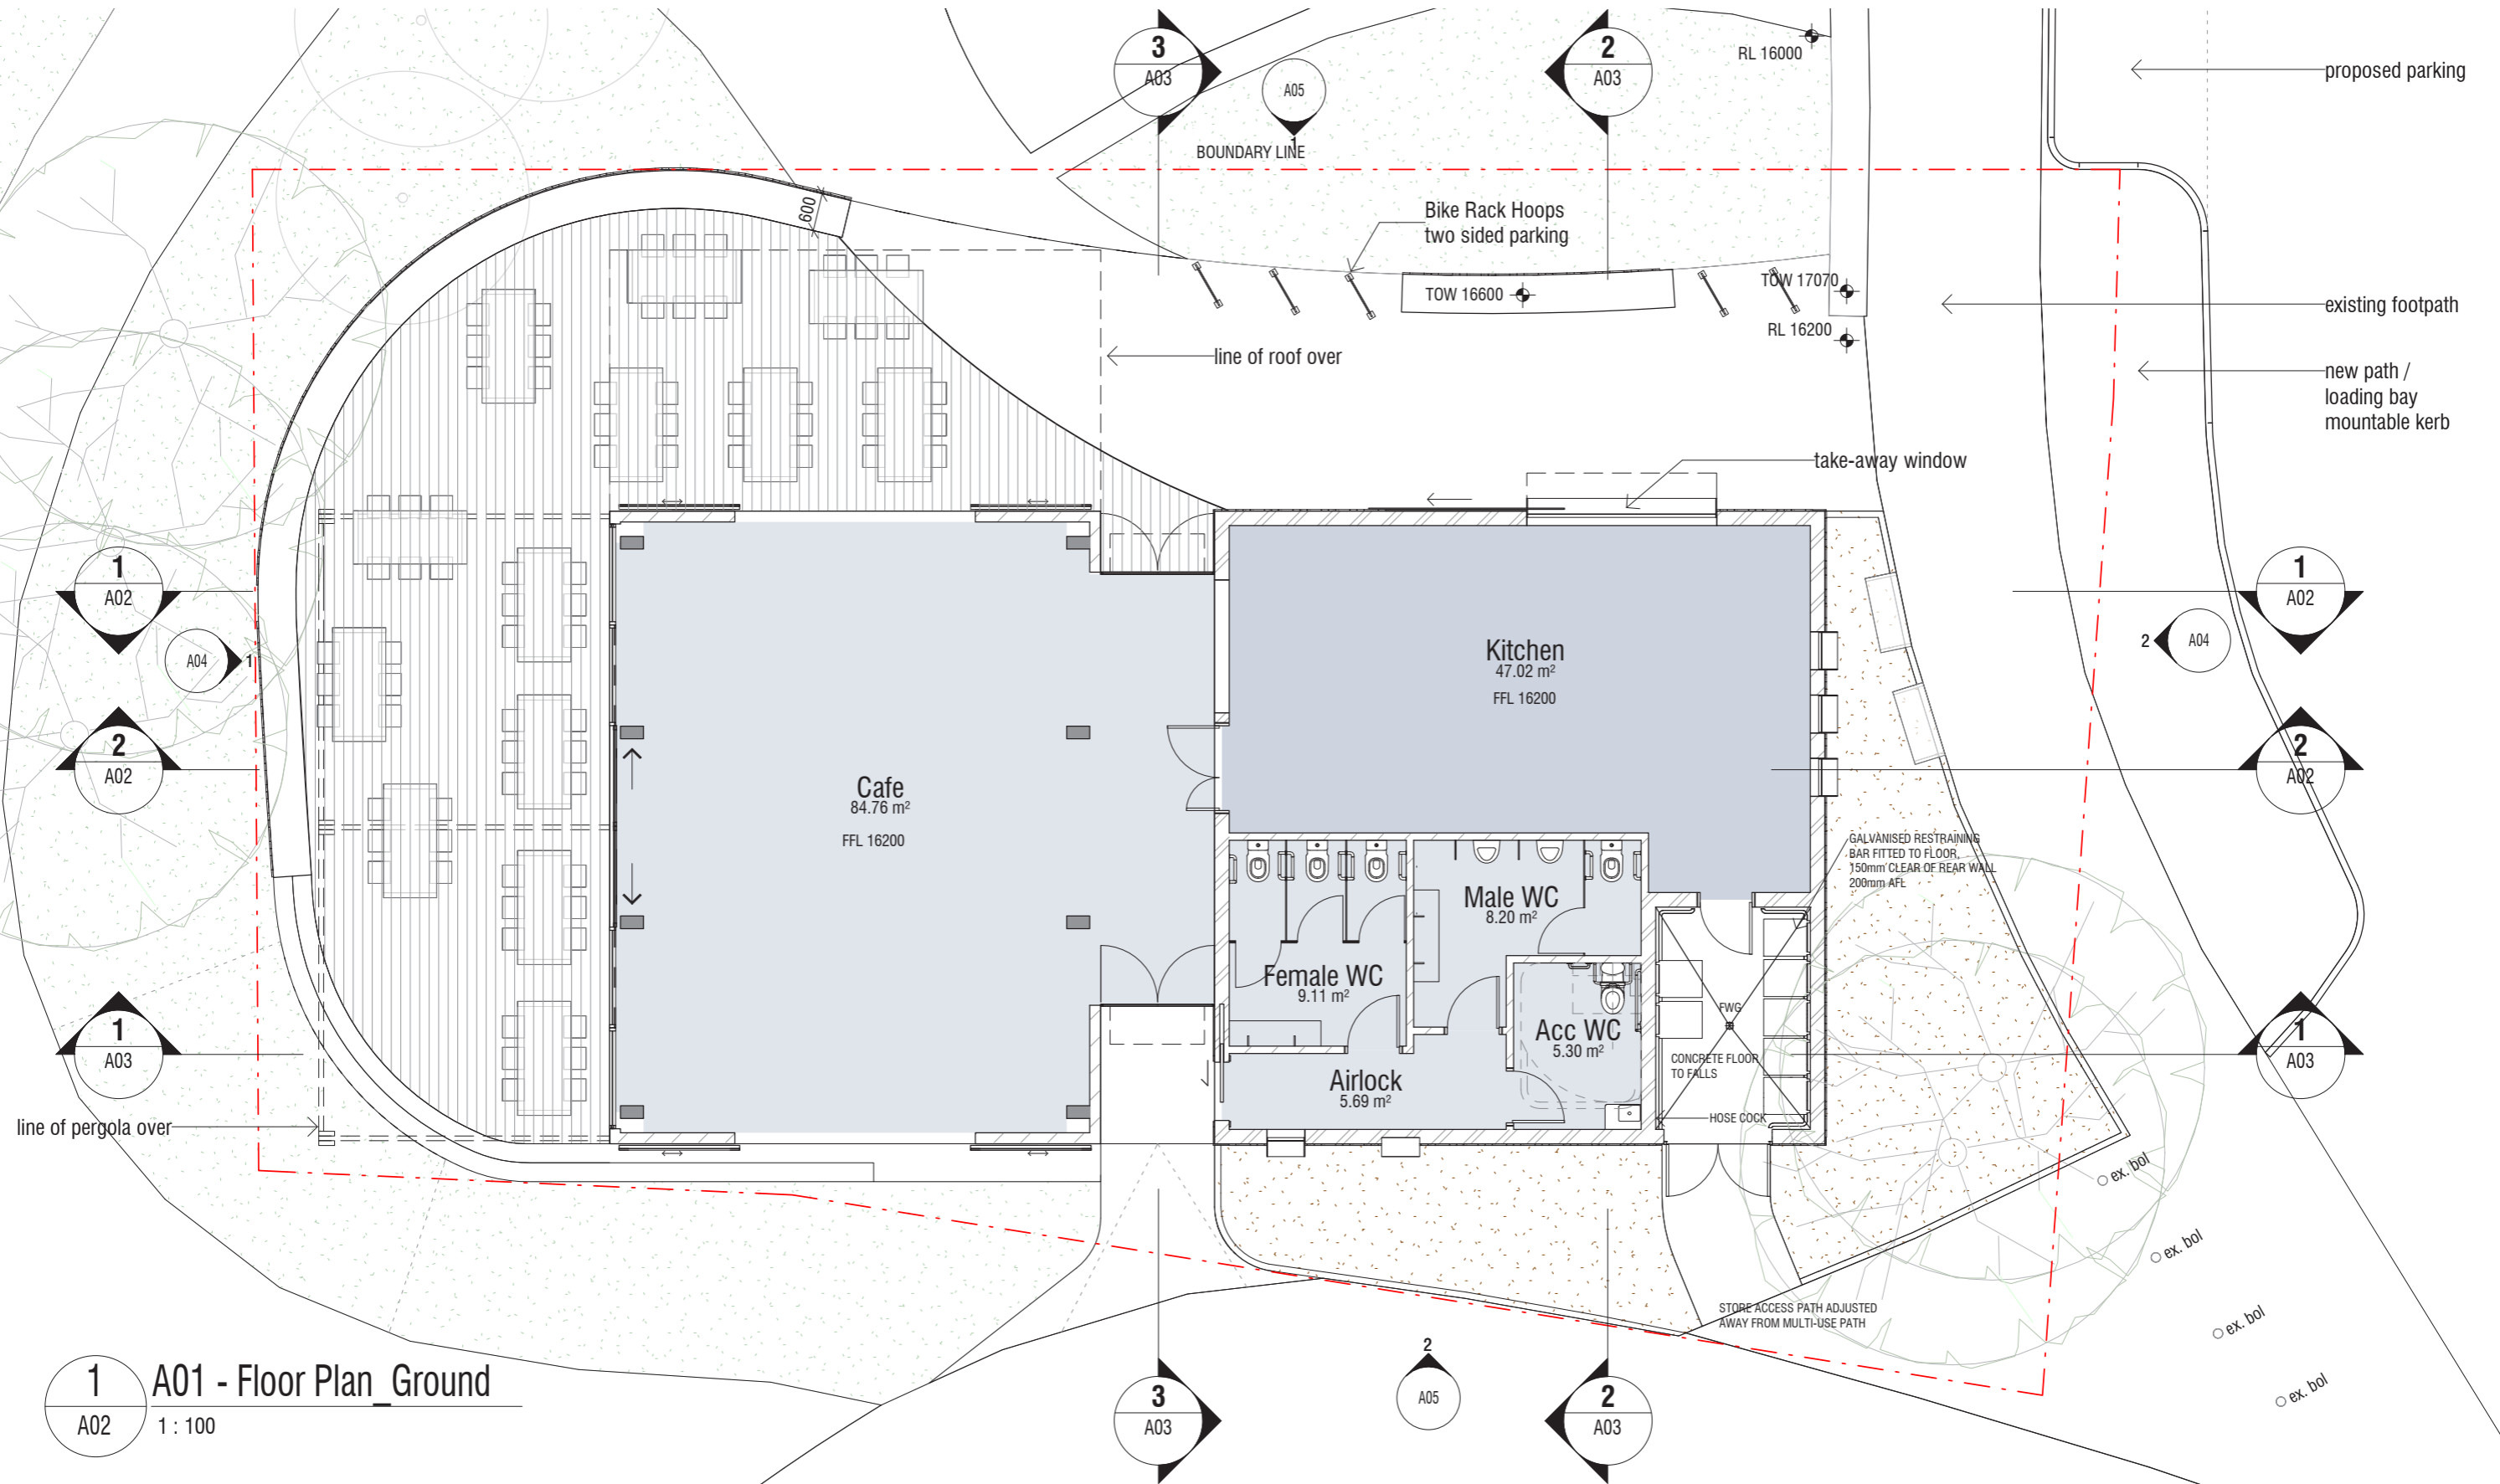 3
A03
A05
1
2
A03
RL 16000
proposed parking
BOUNDARY LINE
600
Bike Rack Hoops
two sided parking
TOW 16600
TOW 17070
RL 16200
existing footpath
line of roof over
new path /
loading bay
mountable kerb
take-away window
1
A02
A04
1
2
A02
1
A03
line of pergola over
Cafe
84.76 m²
FFL 16200
Kitchen
47.02 m²
FFL 16200
1
A02
2
A04
2
A02
GALVANISED RESTRAINING
BAR FITTED TO FLOOR,
150mm CLEAR OF REAR WALL
200mm AFL
Male WC
8.20 m²
Female WC
9.11 m²
Acc WC
5.30 m²
Airlock
5.69 m²
FWG
CONCRETE FLOOR
TO FALLS
HOSE COCK
1
A03
ex. bol
ex. bol
ex. bol
ex. bol
STORE ACCESS PATH ADJUSTED
AWAY FROM MULTI-USE PATH
3
A03
2
A05
2
A03
1
A02
A01 - Floor Plan_Ground
1 : 100